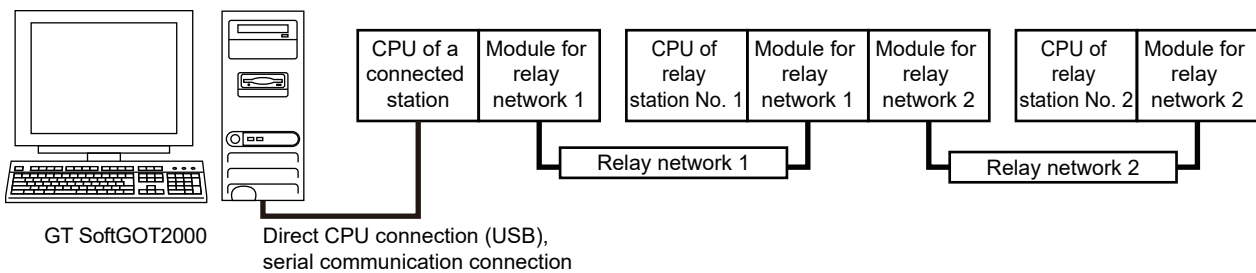 CPU of a
connected
station
Module for
relay
network 1
CPU of
relay
station No. 1
Module for
relay
network 1
Module for
relay
network 2
CPU of
relay
station No. 2
Module for
relay
network 2
Relay network 1
Relay network 2
GT SoftGOT2000
Direct CPU connection (USB),
serial communication connection